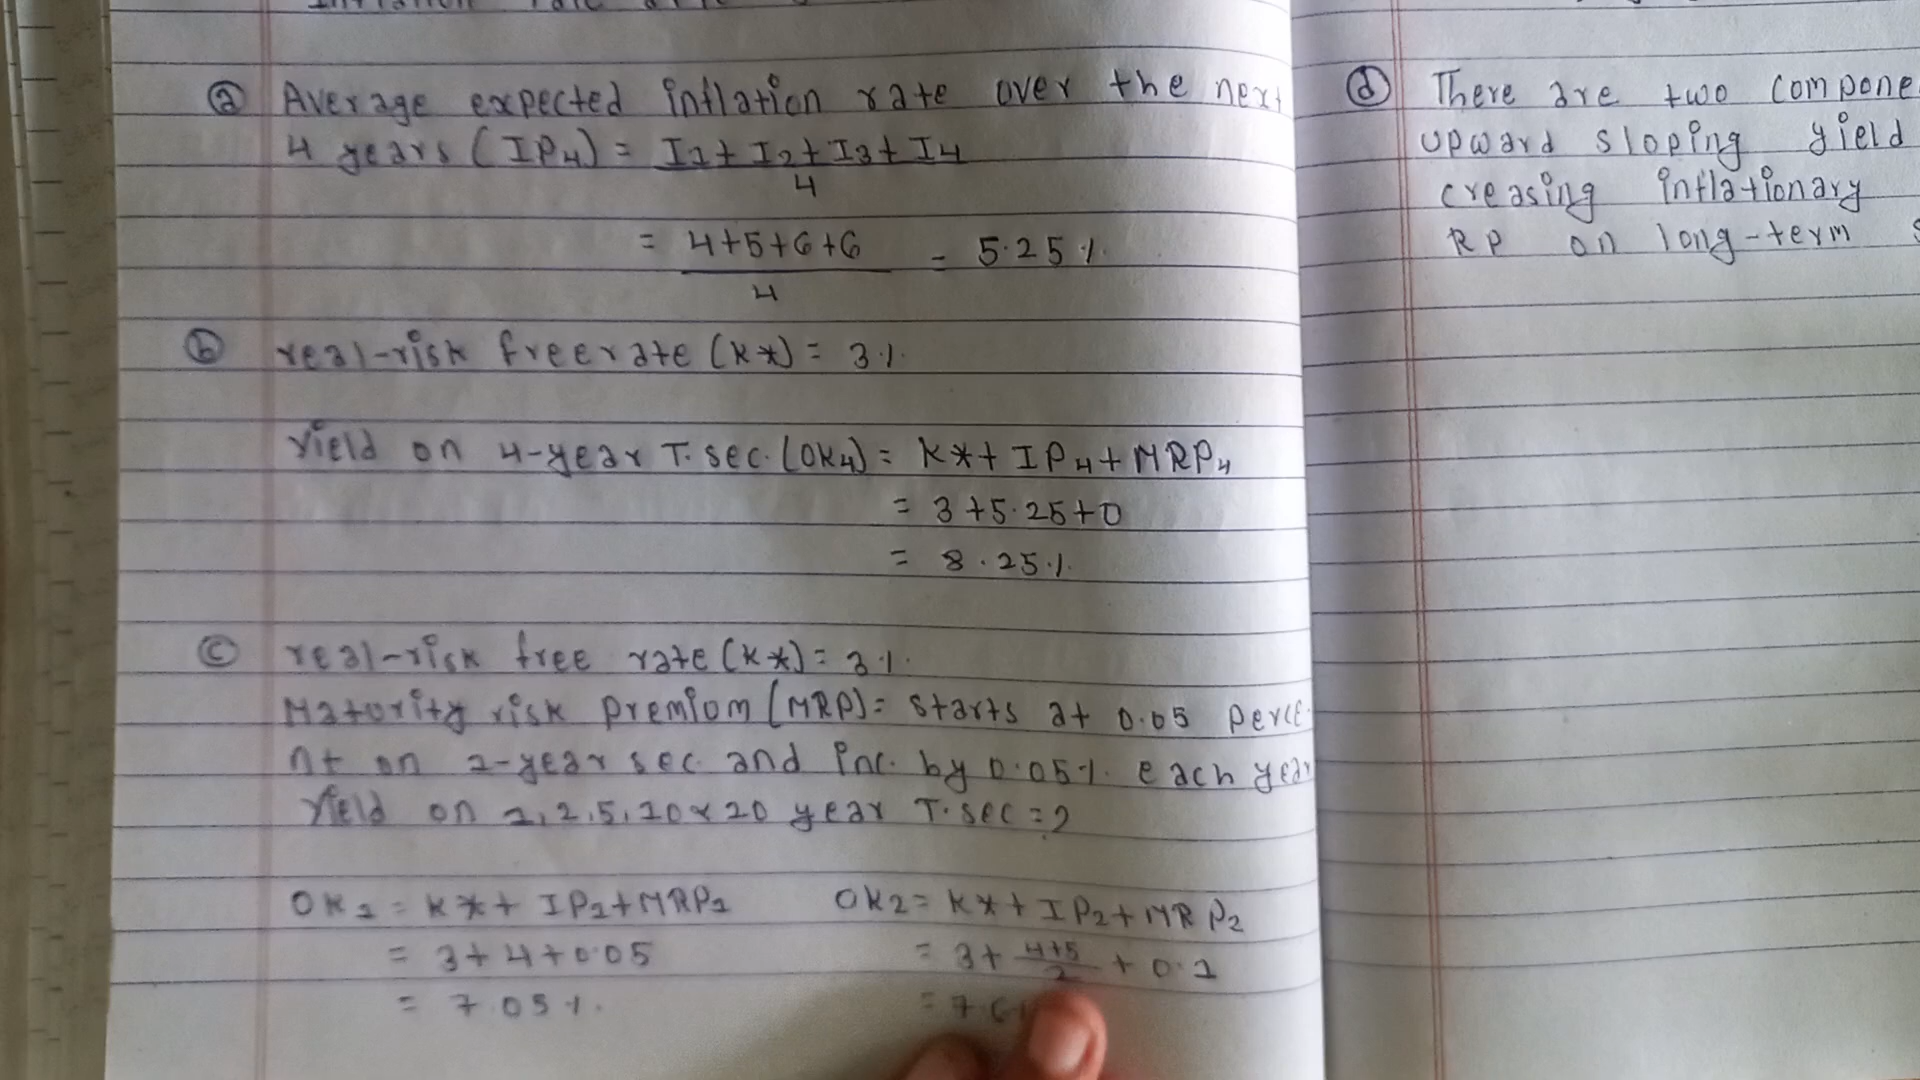 Inflation rate
ⓐ Average expected inflation rate over the next
4 years (IP4) = I1 + I2 + I3 + I4
4
= 4+5+6+6 = 5.25%
4
ⓑ real-risk free rate (k*) = 3%
Yield on 4-year T. sec. (OK4) = k* + IP4 + MRP4
= 3 + 5.25 + 0
= 8.25%
ⓒ real-risk free rate (k*) = 3%
Maturity risk premium (MRP) = starts at 0.05 perce
nt on 1-year sec. and inc. by 0.05% each year
Yield on 1, 2, 5, 10 & 20 year T. sec = ?
OK1 = k* + IP1 + MRP1 OK2 = k* + IP2 + MRP2
= 3 + 4 + 0.05 = 3 + 4+5/2 + 0.1
= 7.05% = 7.6
ⓓ There are two compone
upward sloping yield
creasing inflationary
RP on long-term